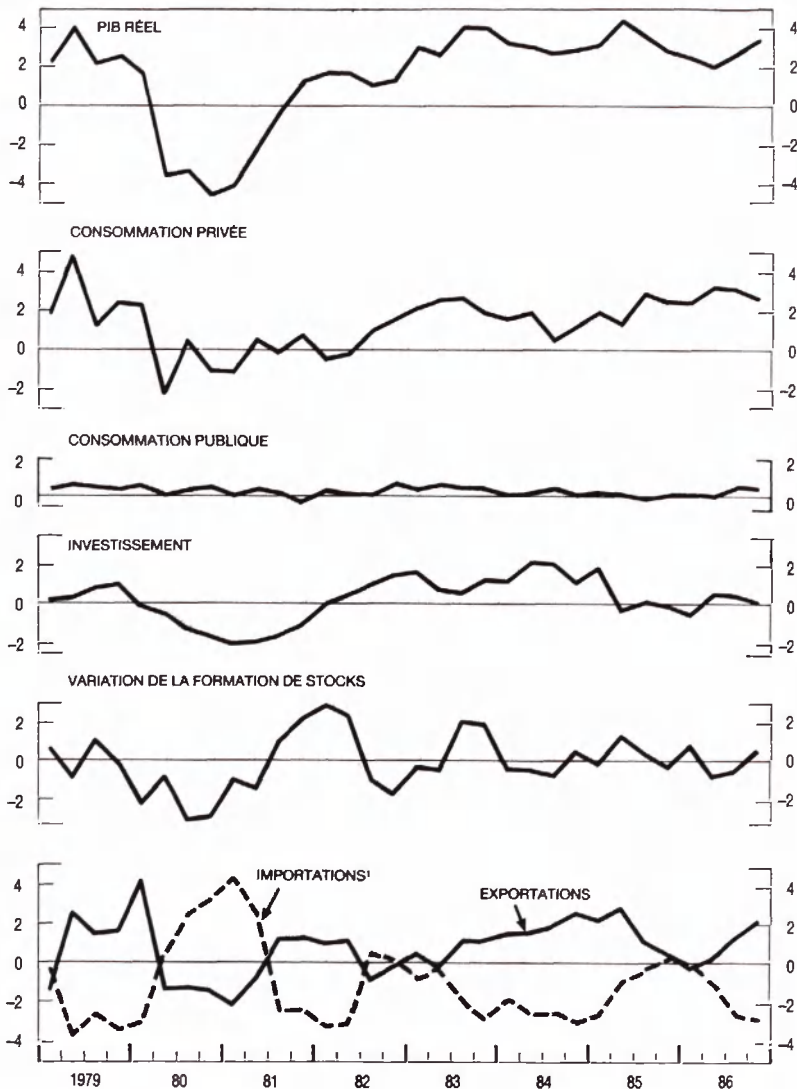 PIB RÉEL
4 4
2 2
0 0
-2 -2
-4 -4
CONSOMMATION PRIVÉE
4 4
2 2
0 0
-2 -2
CONSOMMATION PUBLIQUE
2 2
0 0
INVESTISSEMENT
2 2
0 0
-2 -2
VARIATION DE LA FORMATION DE STOCKS
2 2
0 0
-2 -2
IMPORTATIONS¹
EXPORTATIONS
4 4
2 2
0 0
-2 -2
-4 -4
1979 80 81 82 83 84 85 86